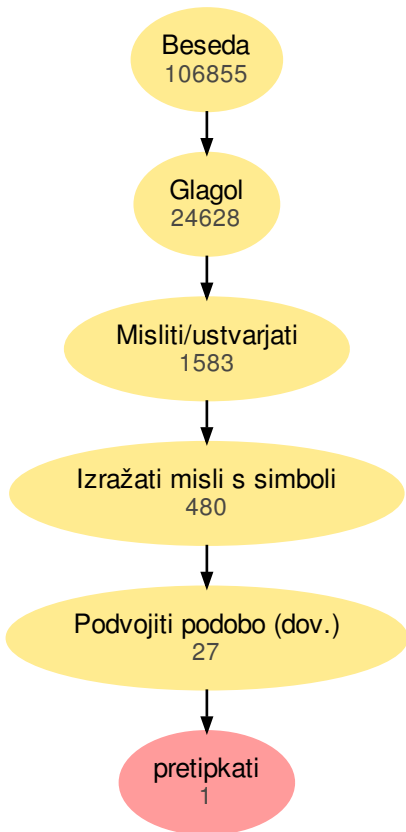 Beseda
106855
Glagol
24628
Misliti/ustvarjati
1583
Izražati misli s simboli
480
Podvojiti podobo (dov.)
27
pretipkati
1